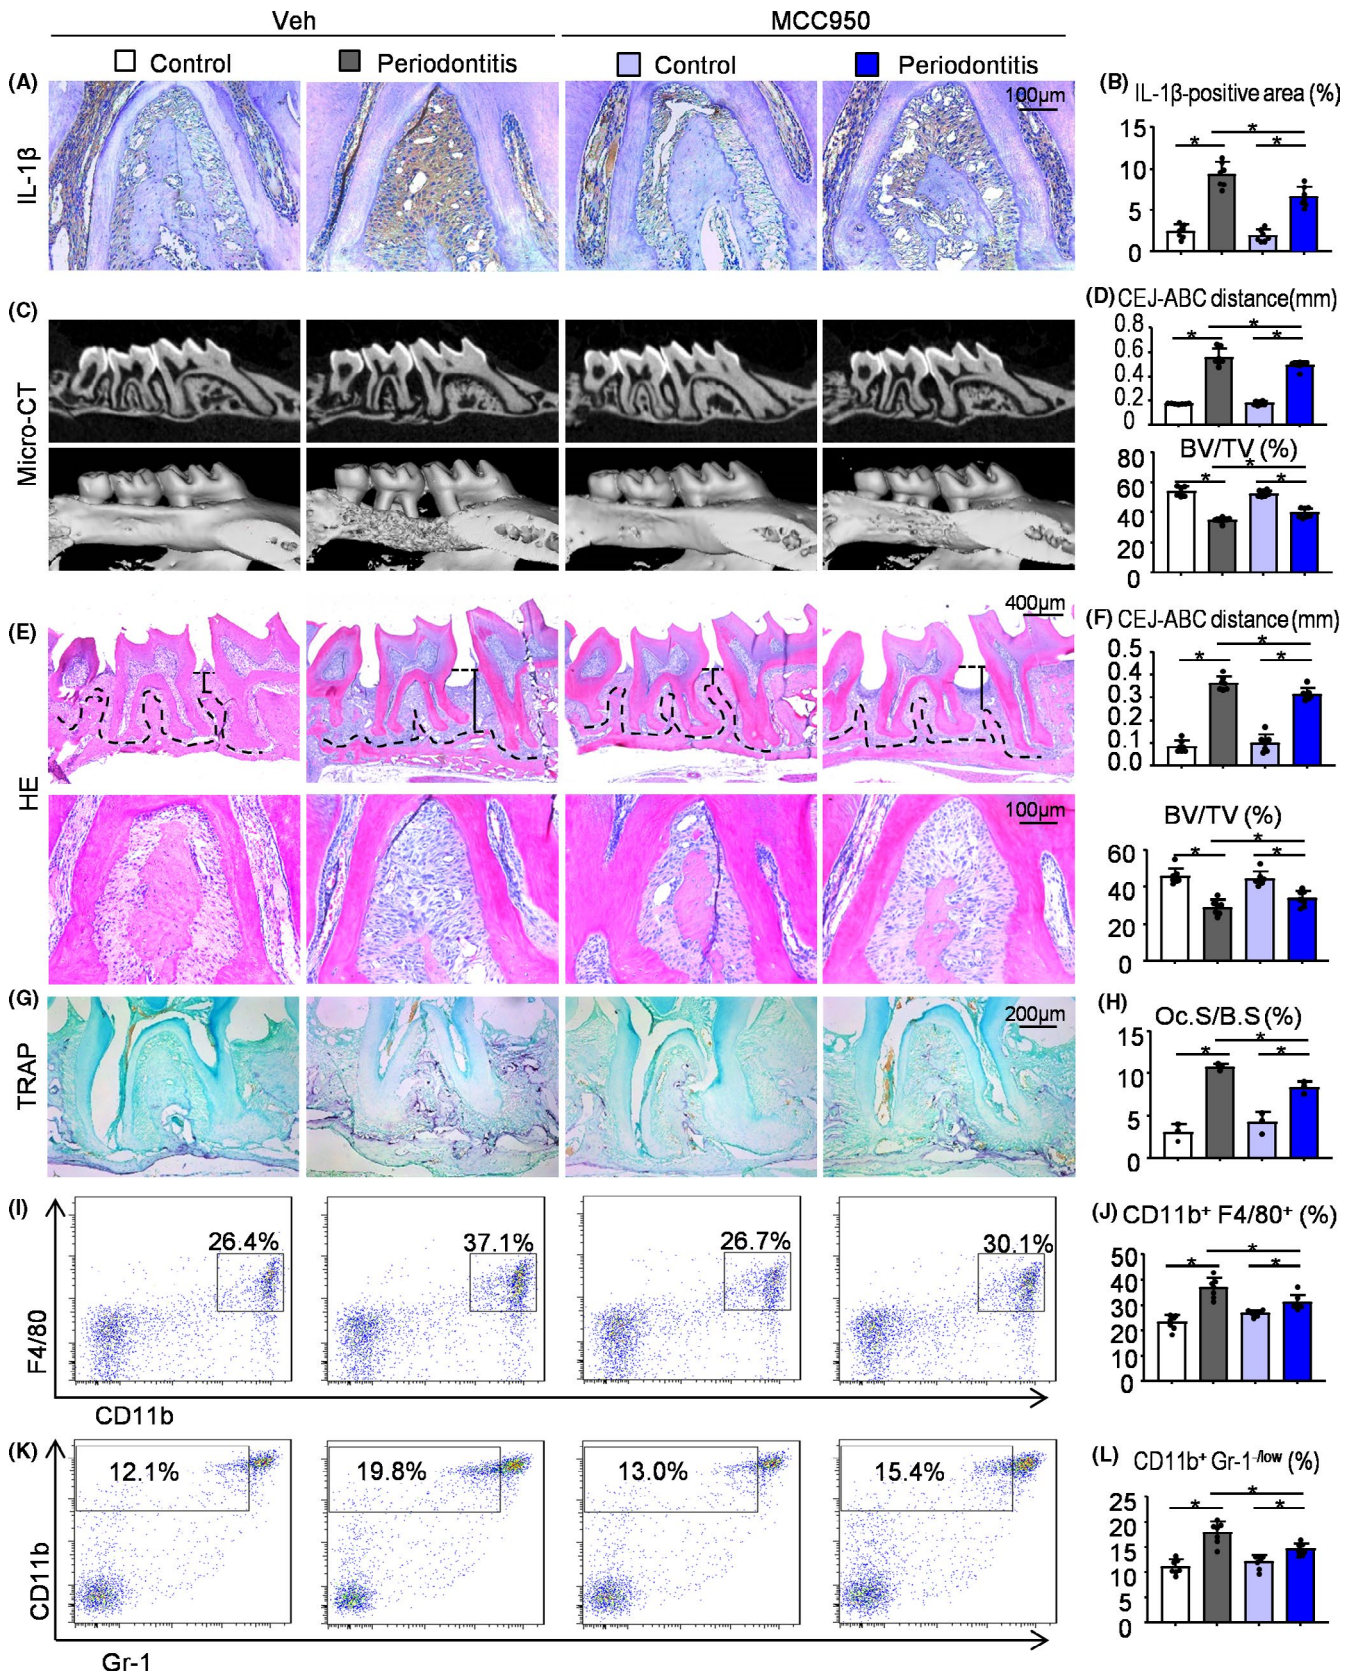 Veh MCC950
Control Periodontitis Control Periodontitis
(A) IL-1β 100μm
(B) IL-1β-positive area (%)
15
10
5
0
* * * 
(C) Micro-CT
(D) CEJ-ABC distance(mm)
0.8
0.6
0.4
0.2
0
* * *
BV/TV (%)
80
60
40
20
0
* * *
(E) HE 400μm
100μm
(F) CEJ-ABC distance(mm)
0.5
0.4
0.3
0.2
0.1
0.0
* * *
BV/TV (%)
60
40
20
0
* * *
(G) TRAP 200μm
(H) Oc.S/B.S (%)
15
10
5
0
* * *
(I) 26.4% 37.1% 26.7% 30.1%
F4/80
CD11b
(J) CD11b⁺ F4/80⁺ (%)
50
40
30
20
10
0
* * *
(K) 12.1% 19.8% 13.0% 15.4%
CD11b
Gr-1
(L) CD11b⁺ Gr-1⁻/low (%)
25
20
15
10
5
0
* * *